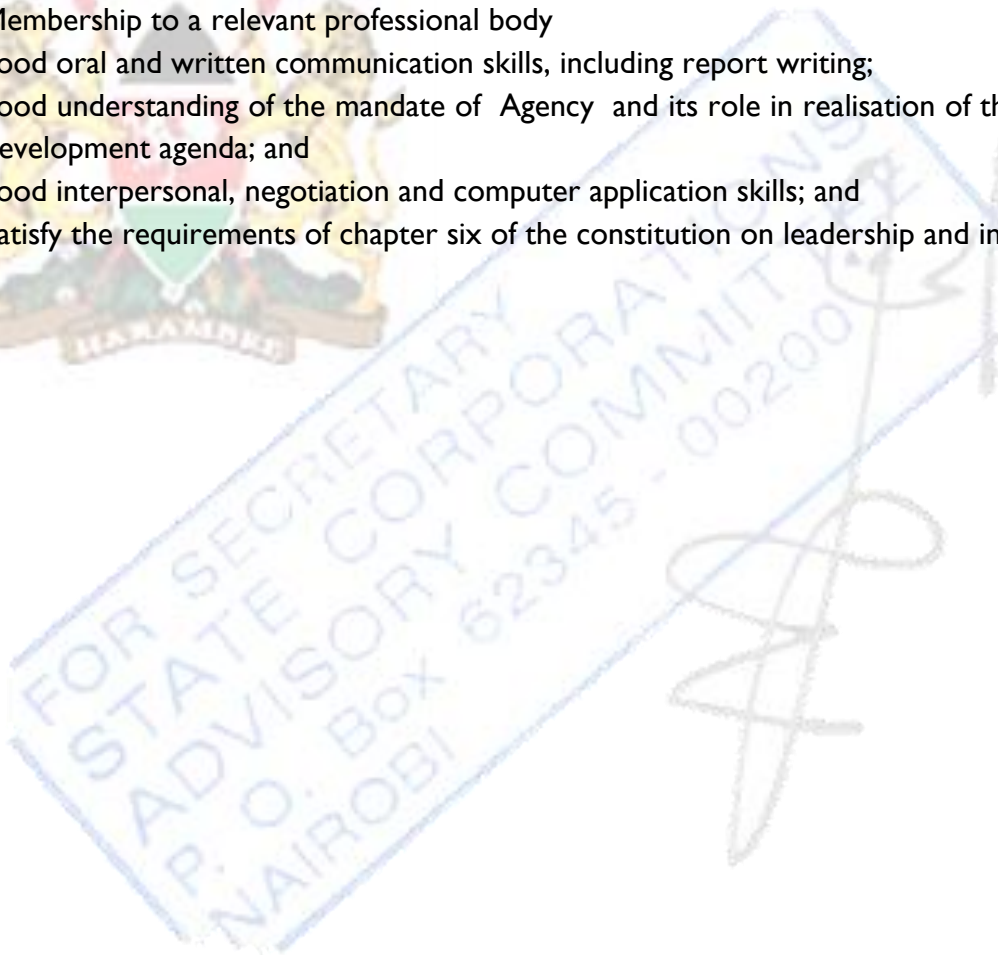 Membership to a relevant professional body
ood oral and written communication skills, including report writing;
ood understanding of the mandate of Agency and its role in realisation of th
evelopment agenda; and
ood interpersonal, negotiation and computer application skills; and
atisfy the requirements of chapter six of the constitution on leadership and in
HARAMBEE
FOR SECRETARY
STATE CORPORATIONS
ADVISORY COMMITTEE
P. O. Box 62345 - 00200
NAIROBI